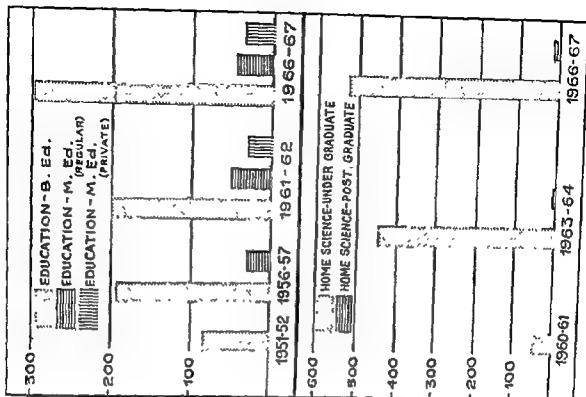 300
200
100
EDUCATION-B. Ed.
EDUCATION-M. Ed.
(REGULAR)
EDUCATION-M. Ed.
(PRIVATE)
1951-52
1956-57
1961-62
1966-67
600
500
400
300
200
100
HOME SCIENCE-UNDER GRADUATE
HOME SCIENCE-POST. GRADUATE
1960-61
1963-64
1966-67